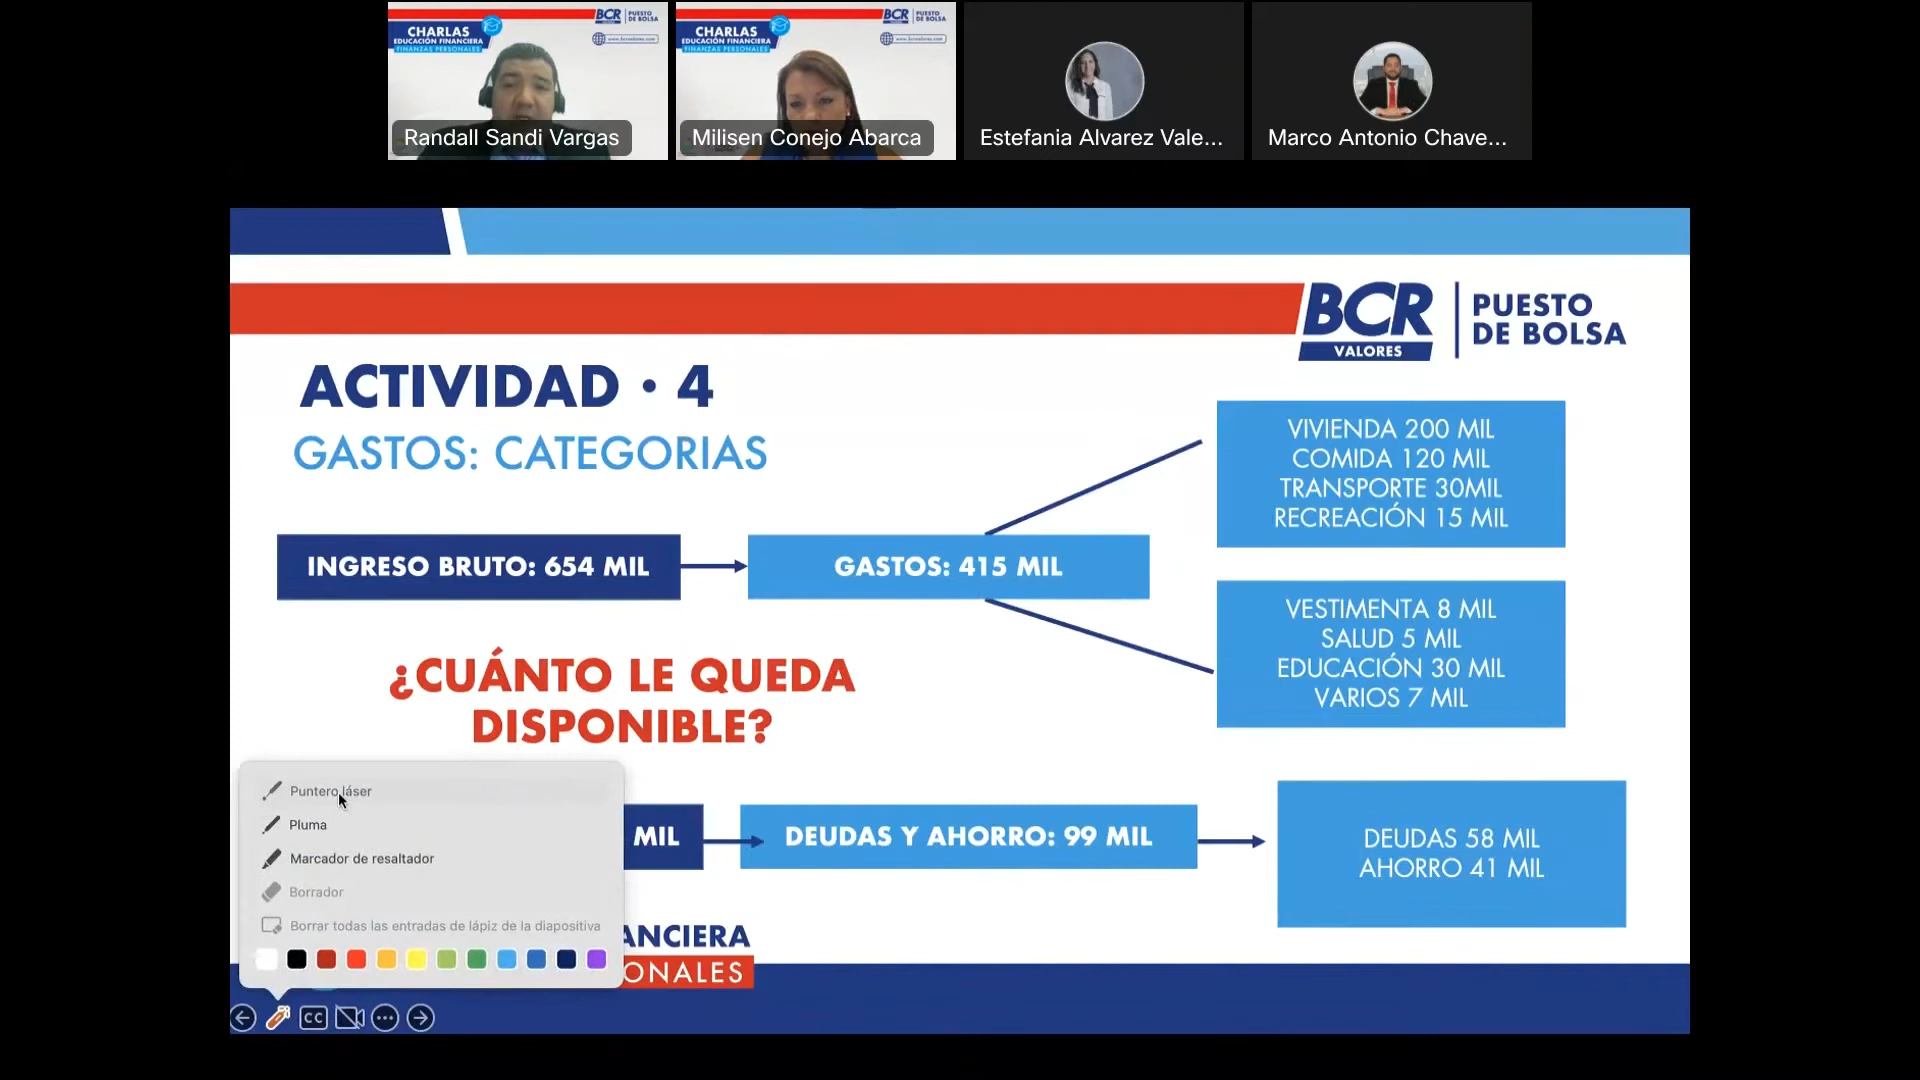 CHARLAS
EDUCACIÓN FINANCIERA
FINANZAS PERSONALES
BCR
PUESTO
DE BOLSA
Randall Sandi Vargas
CHARLAS
EDUCACIÓN FINANCIERA
FINANZAS PERSONALES
BCR
PUESTO
DE BOLSA
Milisen Conejo Abarca
Estefania Alvarez Vale...
Marco Antonio Chave...
BCR
VALORES
PUESTO
DE BOLSA
ACTIVIDAD · 4
GASTOS: CATEGORIAS
VIVIENDA 200 MIL
COMIDA 120 MIL
TRANSPORTE 30MIL
RECREACIÓN 15 MIL
INGRESO BRUTO: 654 MIL
GASTOS: 415 MIL
VESTIMENTA 8 MIL
SALUD 5 MIL
EDUCACIÓN 30 MIL
VARIOS 7 MIL
¿CUÁNTO LE QUEDA
DISPONIBLE?
Puntero láser
Pluma
Marcador de resaltador
Borrador
Borrar todas las entradas de lápiz de la diapositiva
MIL
DEUDAS Y AHORRO: 99 MIL
DEUDAS 58 MIL
AHORRO 41 MIL
ANCIERA
ONALES
CC